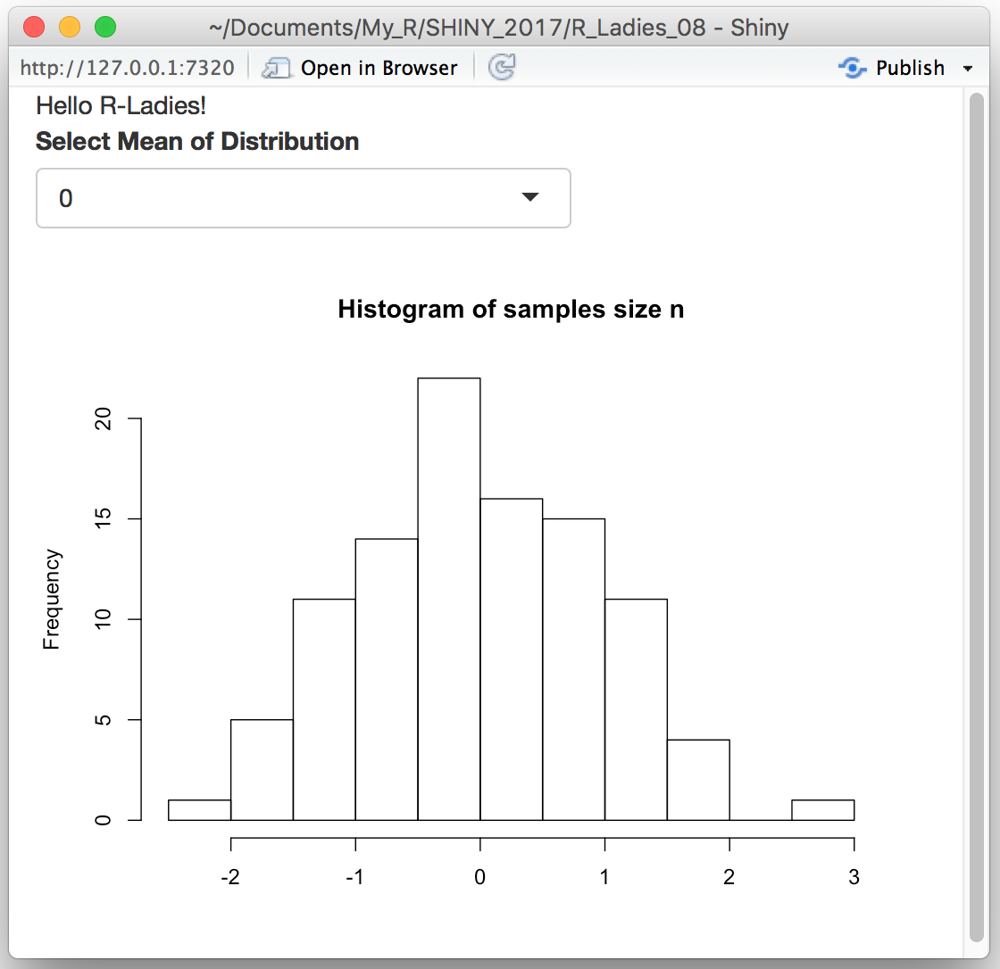 ~/Documents/My_R/SHINY_2017/R_Ladies_08 - Shiny
http://127.0.0.1:7320 Open in Browser Publish
Hello R-Ladies!
Select Mean of Distribution
0
Histogram of samples size n
Frequency
20
15
10
5
0
-2 -1 0 1 2 3